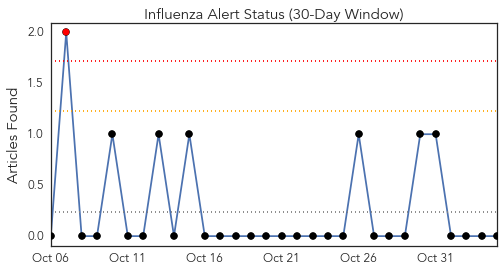 Influenza Alert Status (30-Day Window)
Articles Found
2.0
1.5
1.0
0.5
0.0
Oct 06
Oct 11
Oct 16
Oct 21
Oct 26
Oct 31